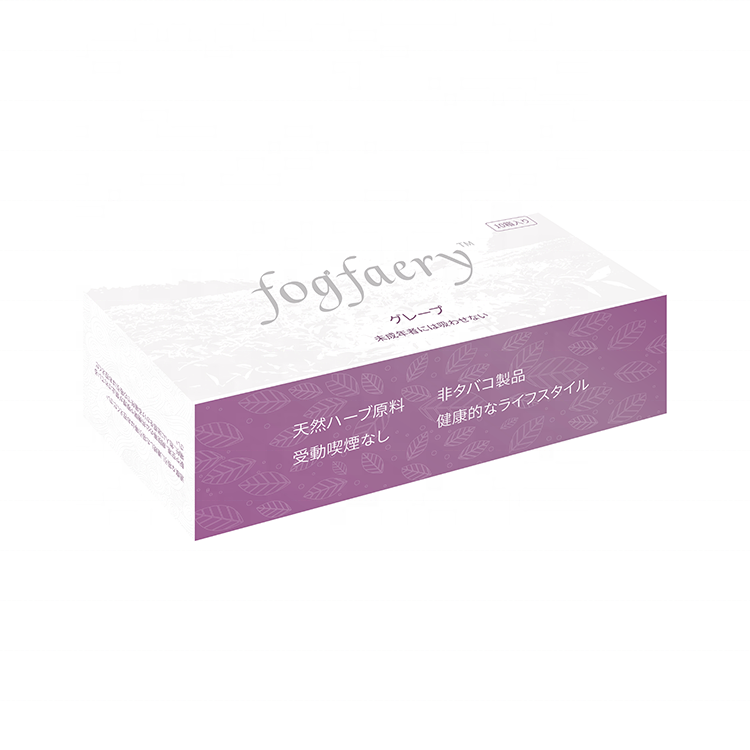 10箱入り
fogfaery™
グレープ
未成年者には吸わせない
天然ハーブ原料
受動喫煙なし
非タバコ製品
健康的なライフスタイル